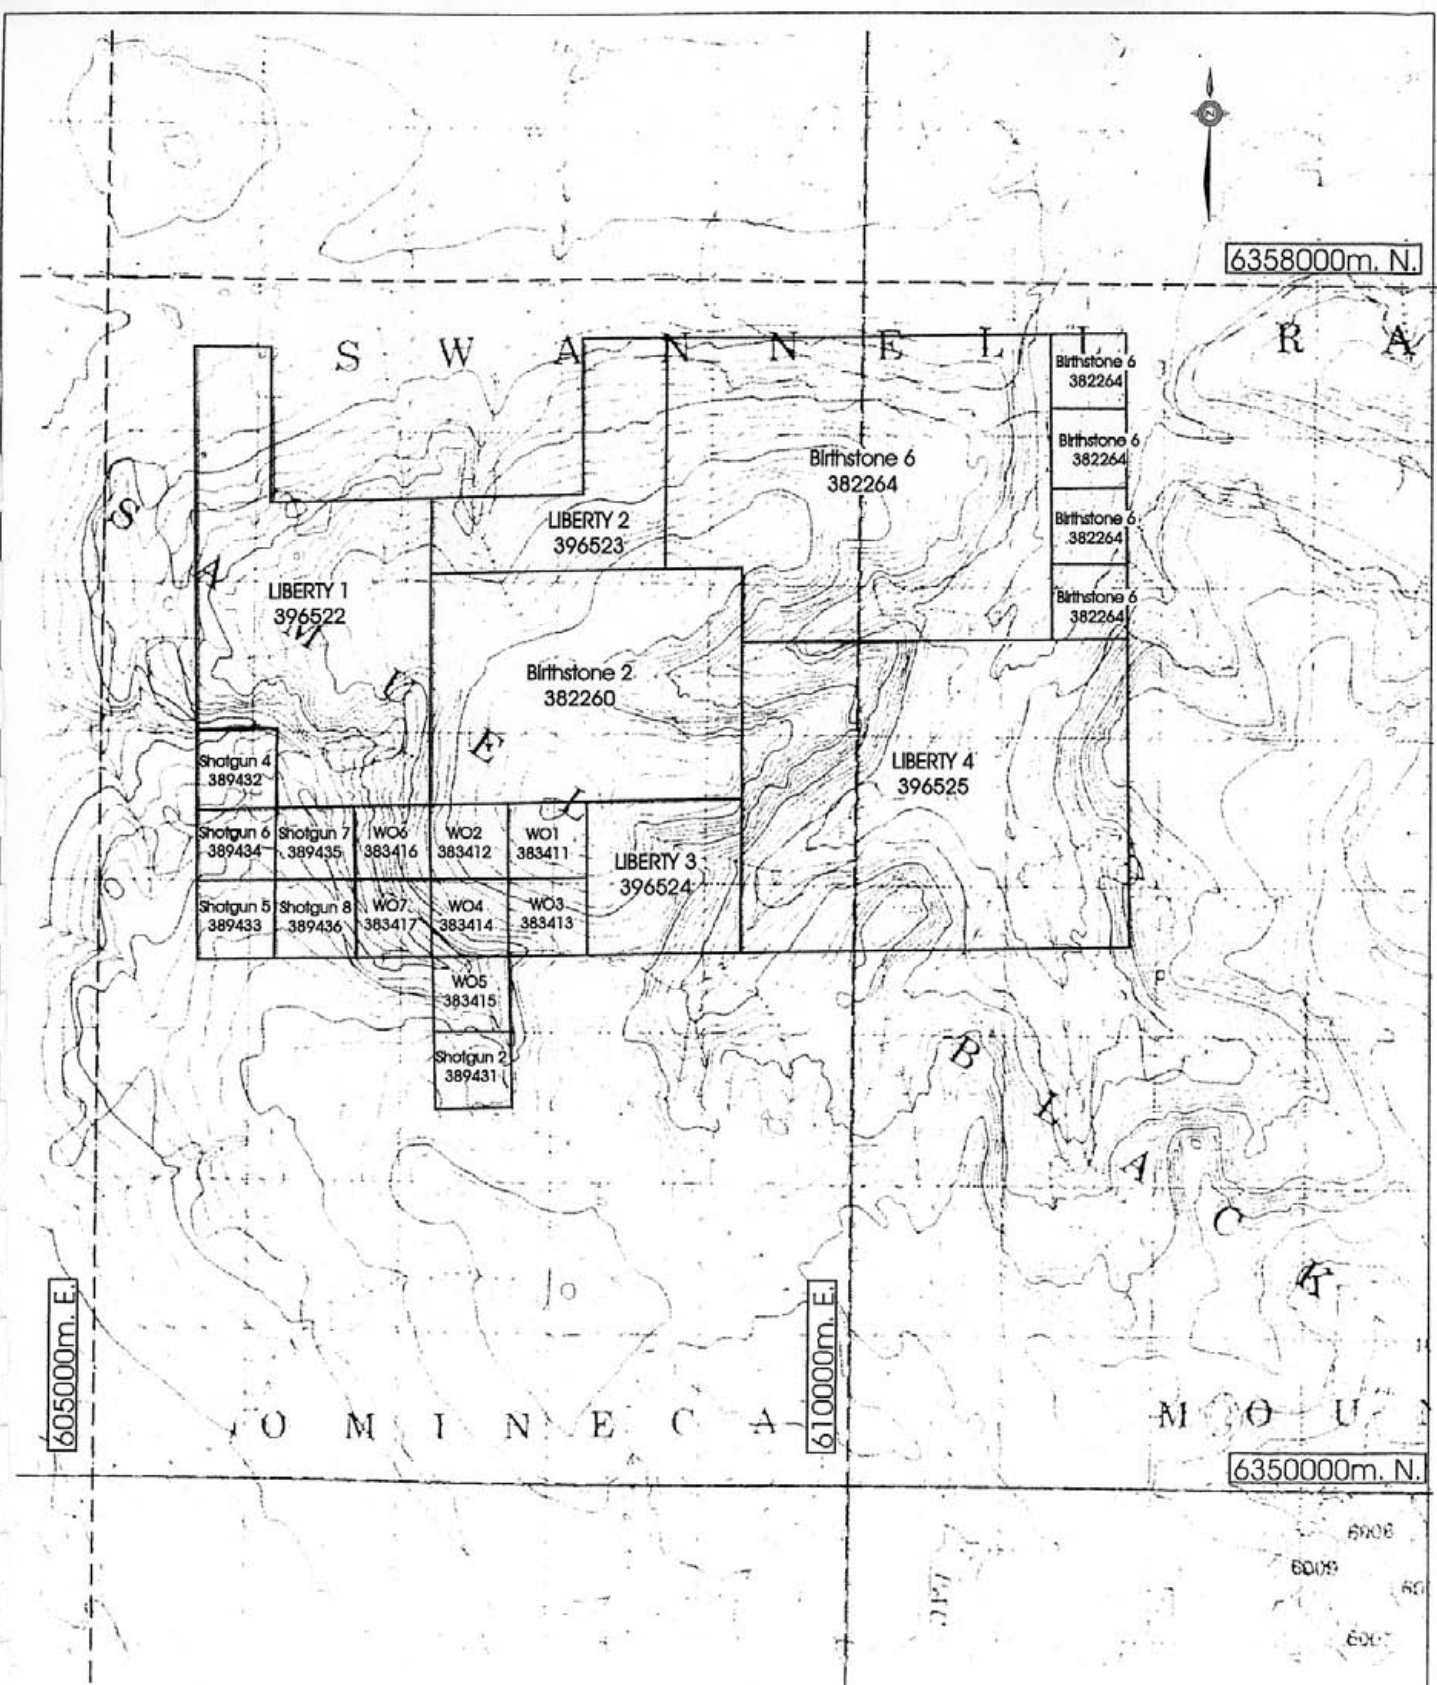 N
6358000m. N.
S W A N N E L L R A
Birthstone 6
382264
Birthstone 6
382264
Birthstone 6
382264
Birthstone 6
382264
Birthstone 6
382264
LIBERTY 2
396523
LIBERTY 1
396522
S A M U E L
Birthstone 2
382260
LIBERTY 4
396525
Shotgun 4
389432
Shotgun 6
389434
Shotgun 7
389435
WO6
383416
WO2
383412
WO1
383411
LIBERTY 3
396524
Shotgun 5
389433
Shotgun 8
389436
WO7
383417
WO4
383414
WO3
383413
WO5
383415
Shotgun 2
389431
B L A C K
605000m. E.
610000m. E.
O M I N E C A
M O U N
6350000m. N.
6009